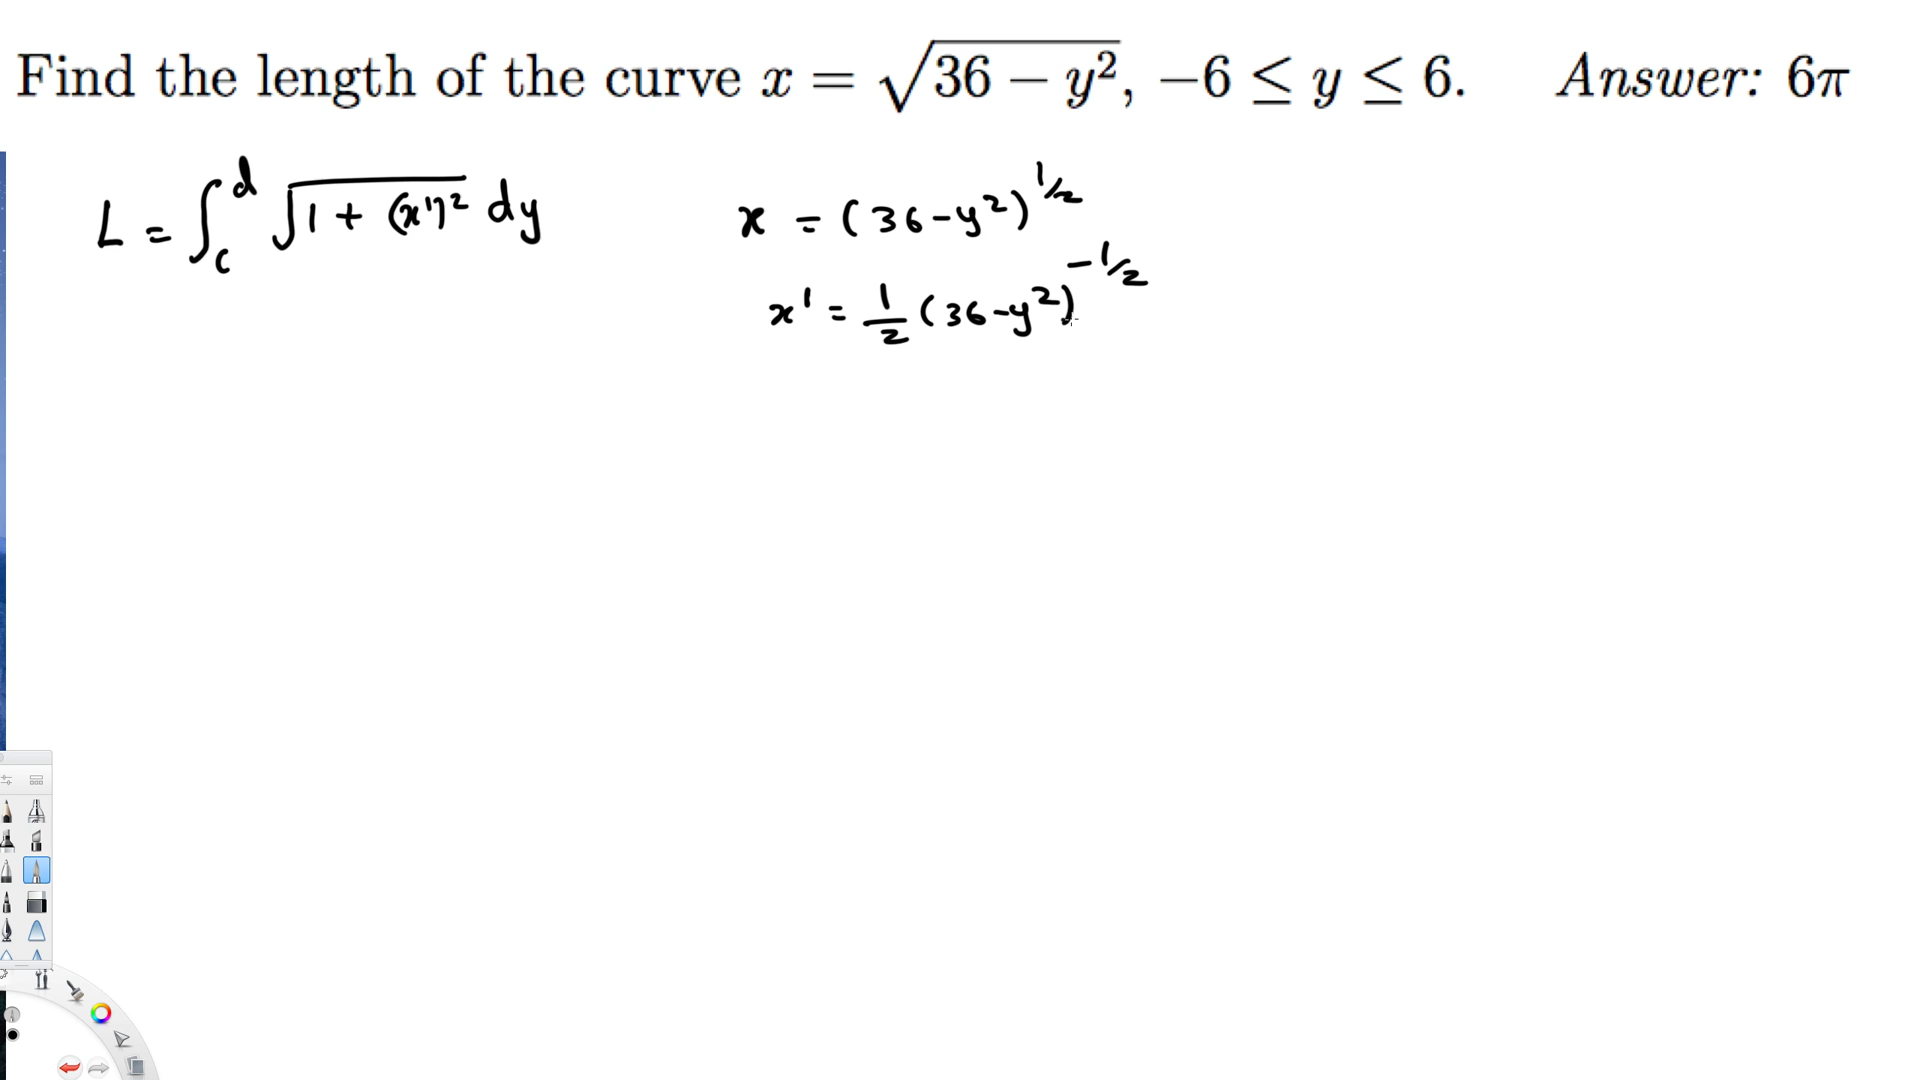 Find the length of the curve x = √(36 − y²), −6 ≤ y ≤ 6. Answer: 6π
L = ∫_c^d √(1 + (x')²) dy
x = (36-y²)^1/2
x' = 1/2 (36-y²)^-1/2